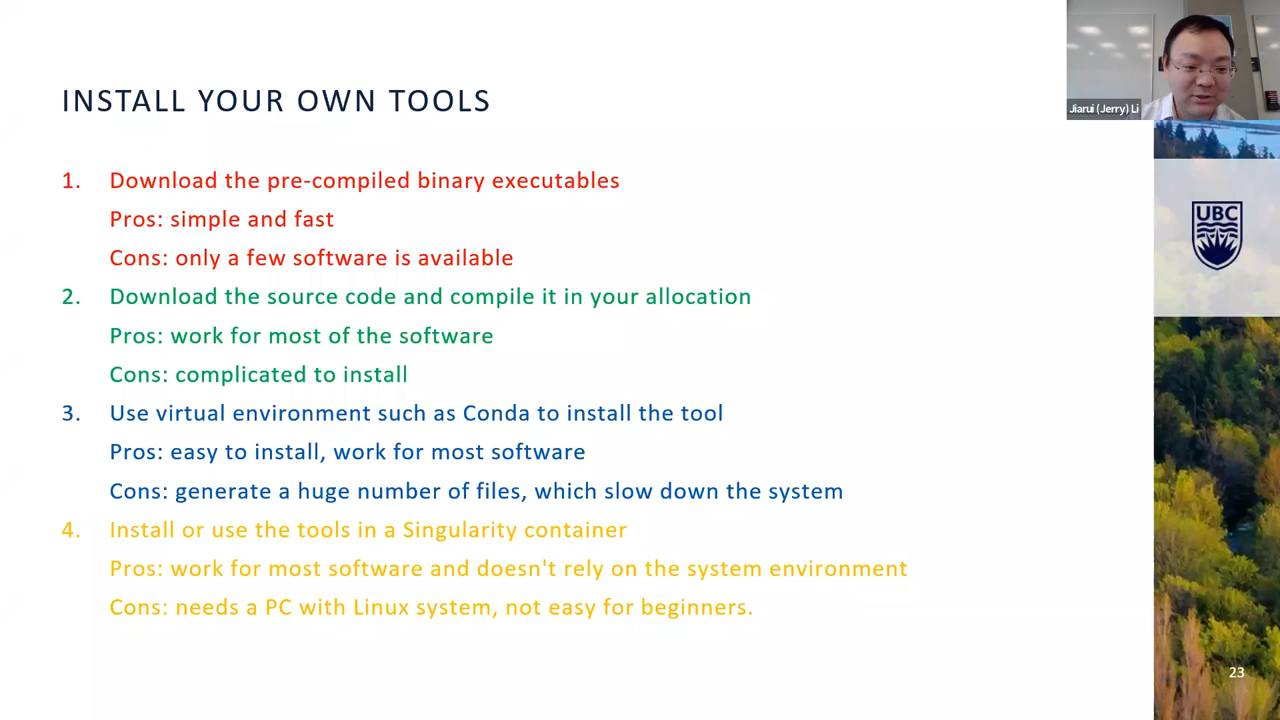 INSTALL YOUR OWN TOOLS
Jiarui (Jerry) Li
UBC
1. Download the pre-compiled binary executables
Pros: simple and fast
Cons: only a few software is available
2. Download the source code and compile it in your allocation
Pros: work for most of the software
Cons: complicated to install
3. Use virtual environment such as Conda to install the tool
Pros: easy to install, work for most software
Cons: generate a huge number of files, which slow down the system
4. Install or use the tools in a Singularity container
Pros: work for most software and doesn't rely on the system environment
Cons: needs a PC with Linux system, not easy for beginners.
23